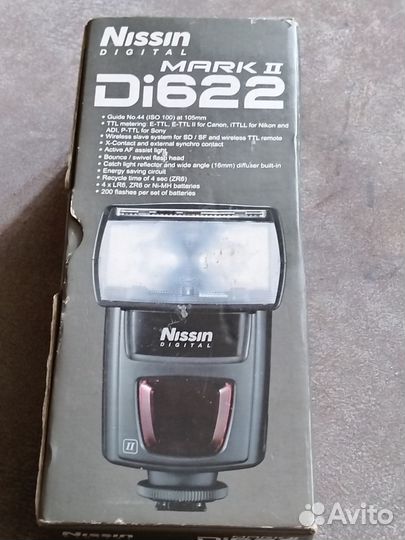 NISSIN
DIGITAL
MARK II
Di622
• Guide No.44 (ISO 100) at 105mm
• TTL metering: E-TTL, E-TTL II for Canon, iTTLL for Nikon and
ADI, P-TTL for Sony
• Wireless slave system for SD / SF and wireless TTL remote
• X-Contact and external synchro contact
• Active AF assist light
• Bounce / swivel flash head
• Catch light reflector and wide angle (16mm) diffuser built-in
• Energy saving circuit
• Recycle time of 4 sec (ZR6)
• 4 x LR6, ZR6 or Ni-MH batteries
• 200 flashes per set of batteries
NISSIN
DIGITAL
II
NISSIN
Di622
Avito